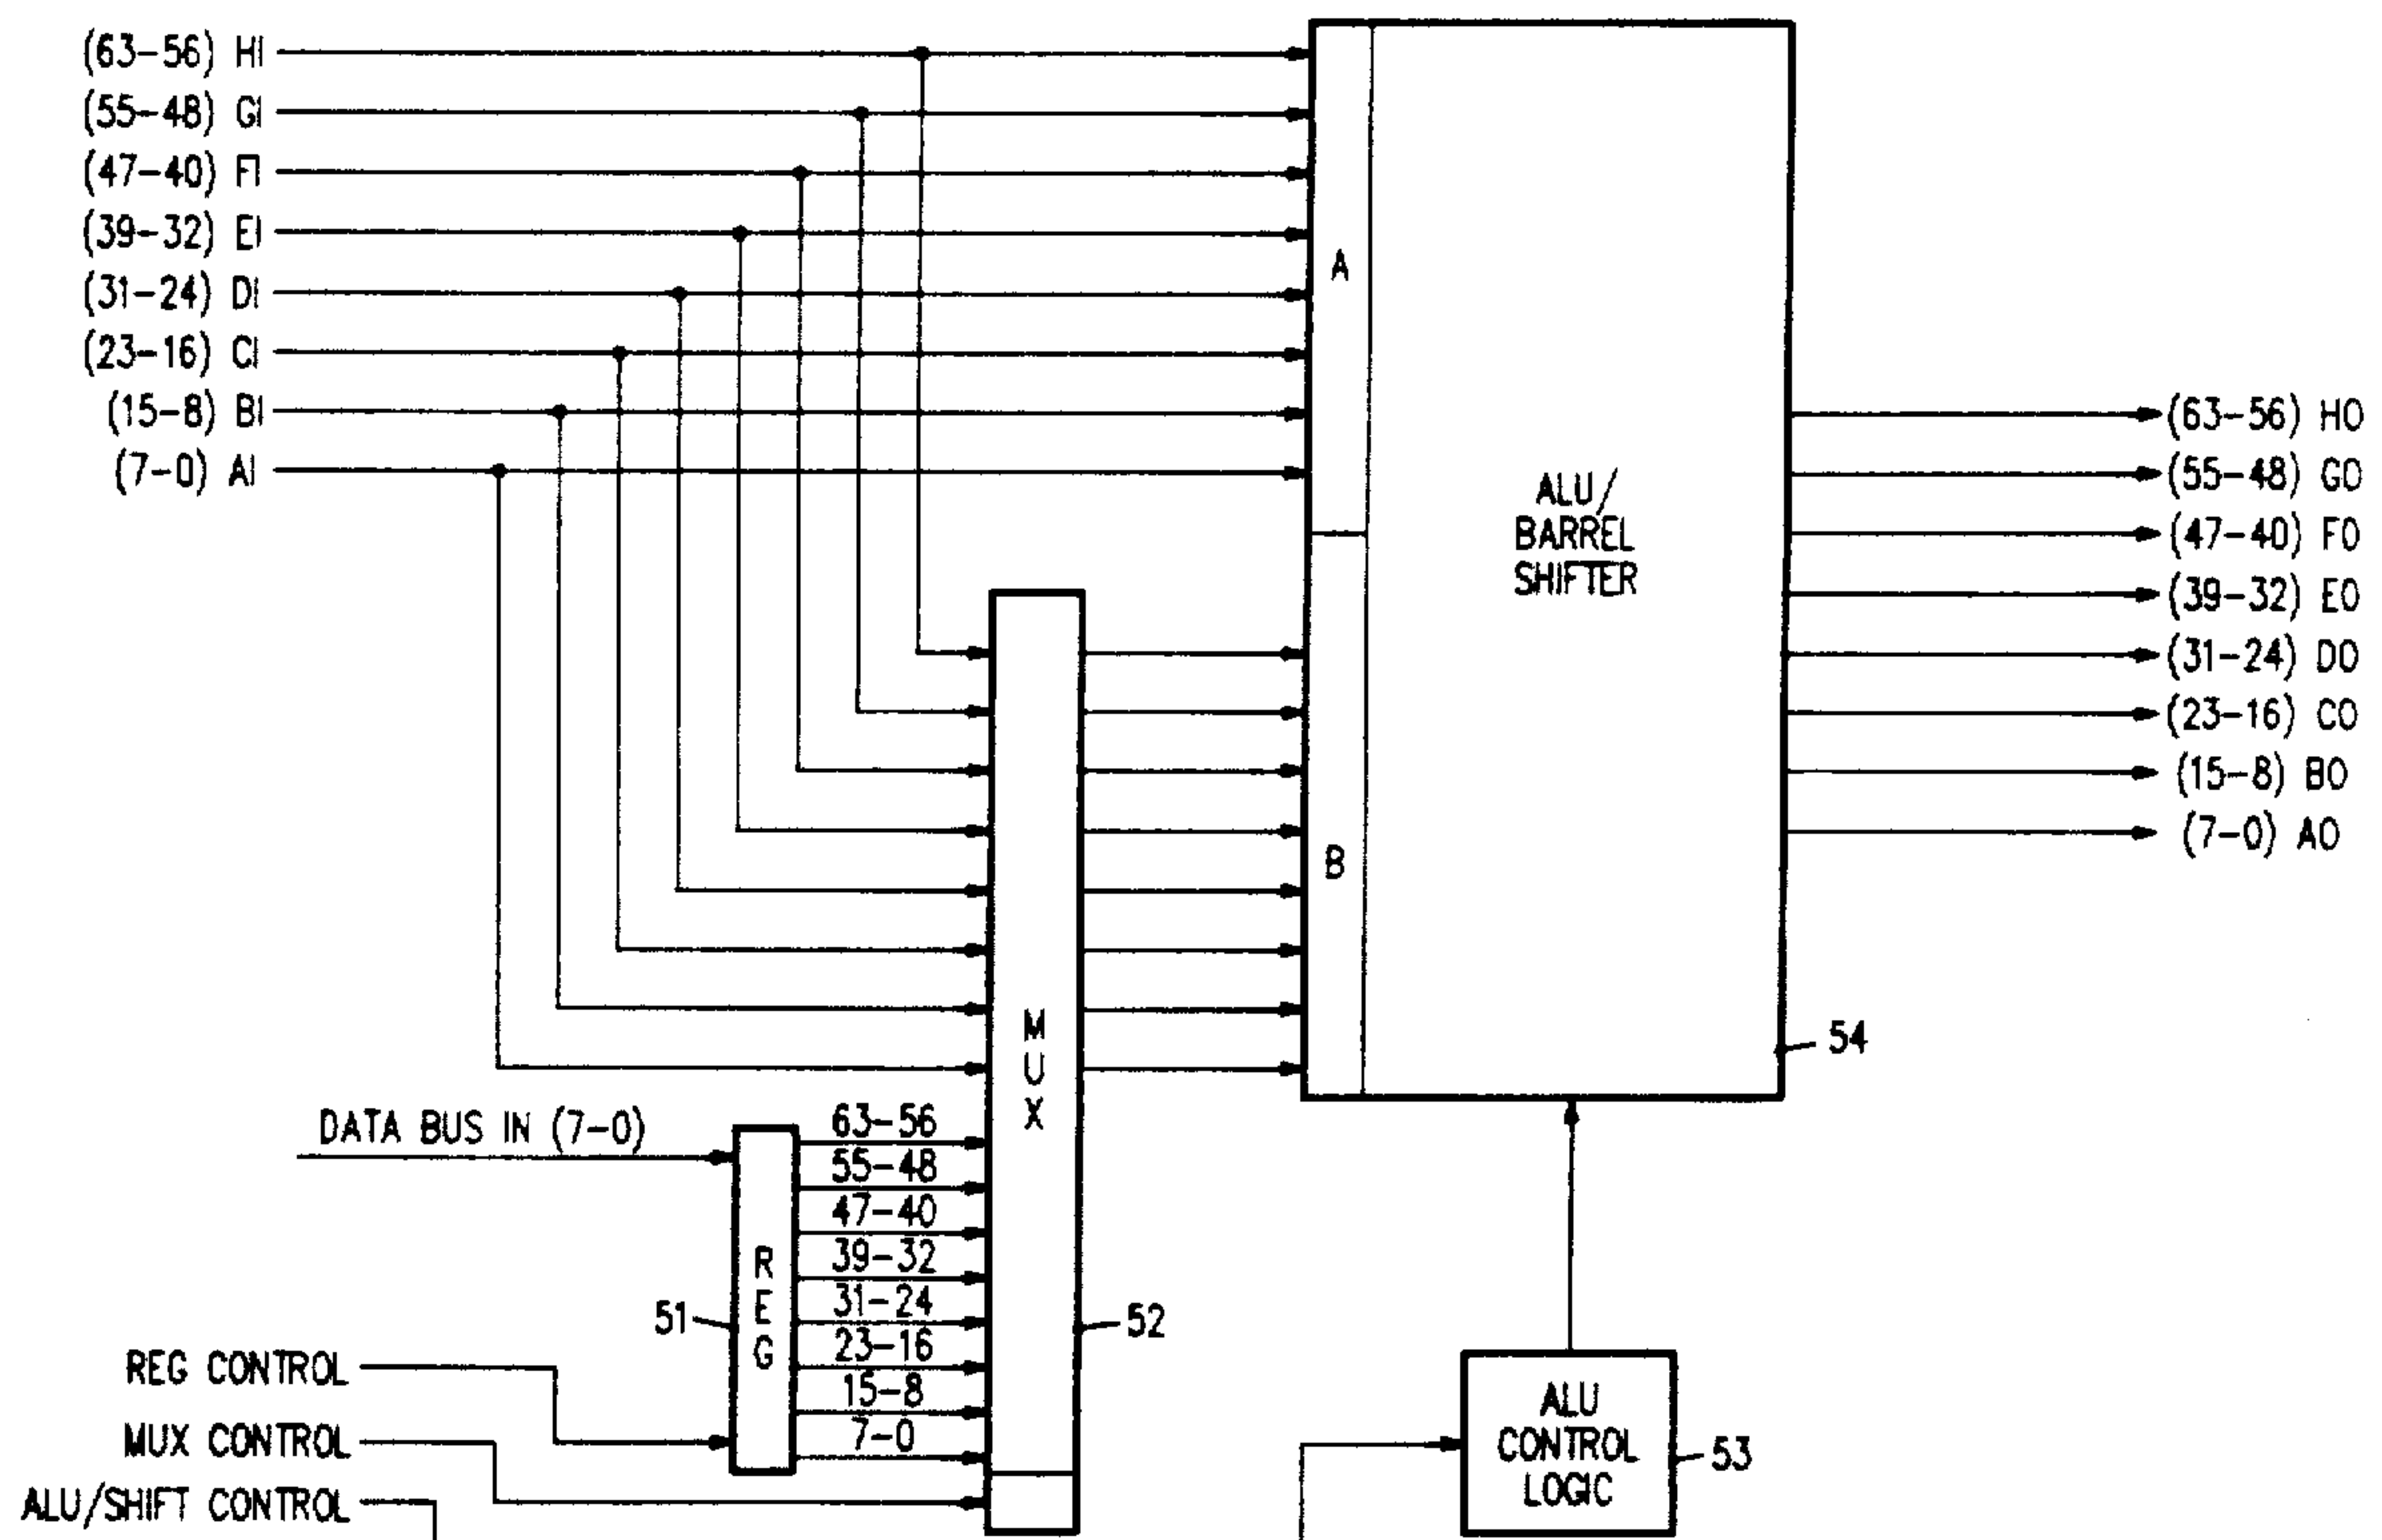 (63-56) HI
(55-48) GI
(47-40) FI
(39-32) EI
(31-24) DI
(23-16) CI
(15-8) BI
(7-0) AI
A
B
ALU/
BARREL
SHIFTER
54
(63-56) HO
(55-48) GO
(47-40) FO
(39-32) EO
(31-24) DO
(23-16) CO
(15-8) BO
(7-0) AO
MUX
52
DATA BUS IN (7-0)
REG
51
63-56
55-48
47-40
39-32
31-24
23-16
15-8
7-0
REG CONTROL
MUX CONTROL
ALU/SHIFT CONTROL
ALU
CONTROL
LOGIC
53